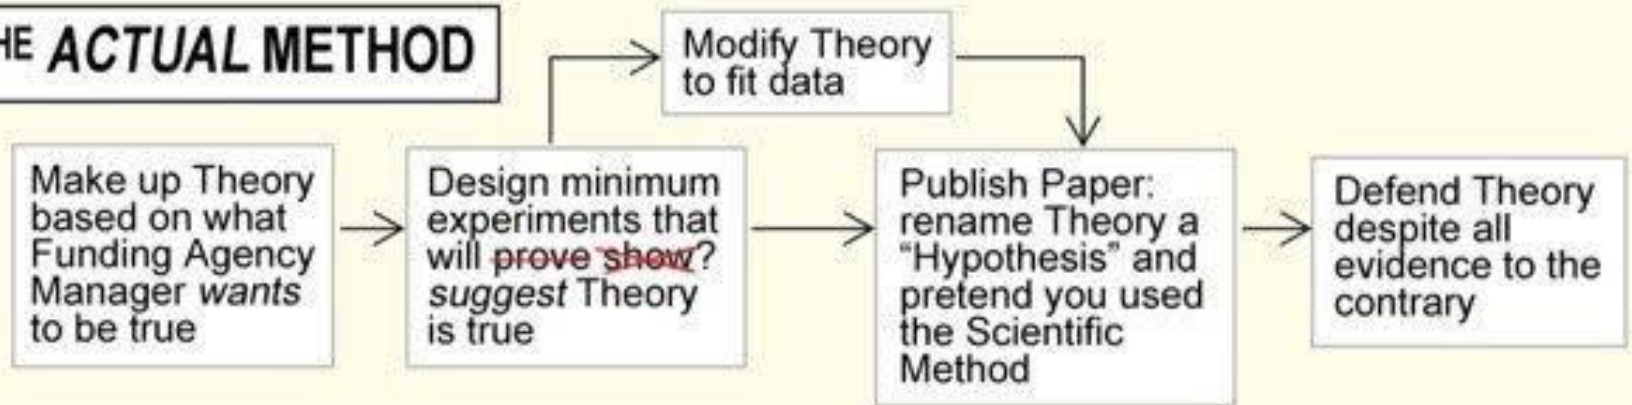 HE ACTUAL METHOD
Modify Theory
to fit data
Make up Theory
based on what
Funding Agency
Manager wants
to be true
Design minimum
experiments that
will prove show?
suggest Theory
is true
Publish Paper:
rename Theory a
“Hypothesis” and
pretend you used
the Scientific
Method
Defend Theory
despite all
evidence to the
contrary